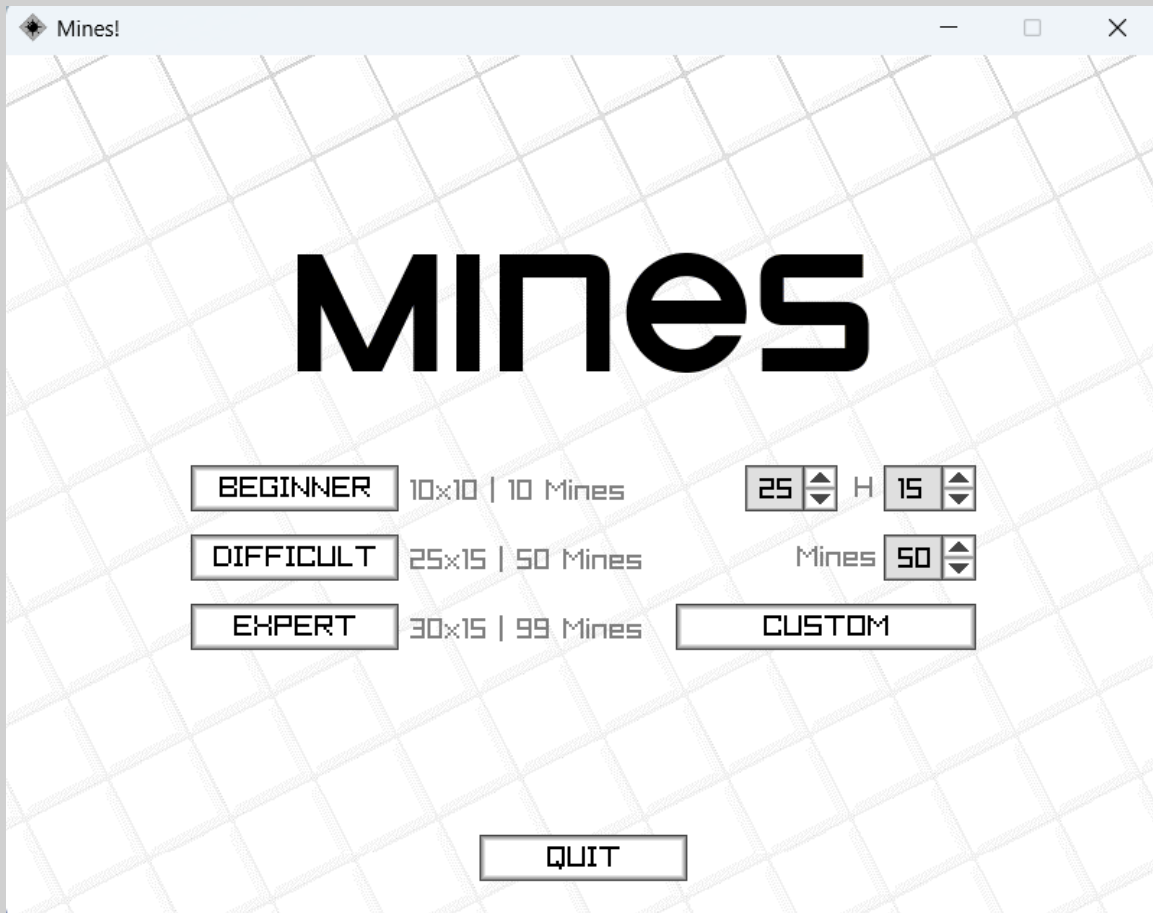 Mines!
MInes
BEGINNER 10x10 | 10 Mines 25 H 15
DIFFICULT 25x15 | 50 Mines Mines 50
EXPERT 30x15 | 99 Mines CUSTOM
QUIT